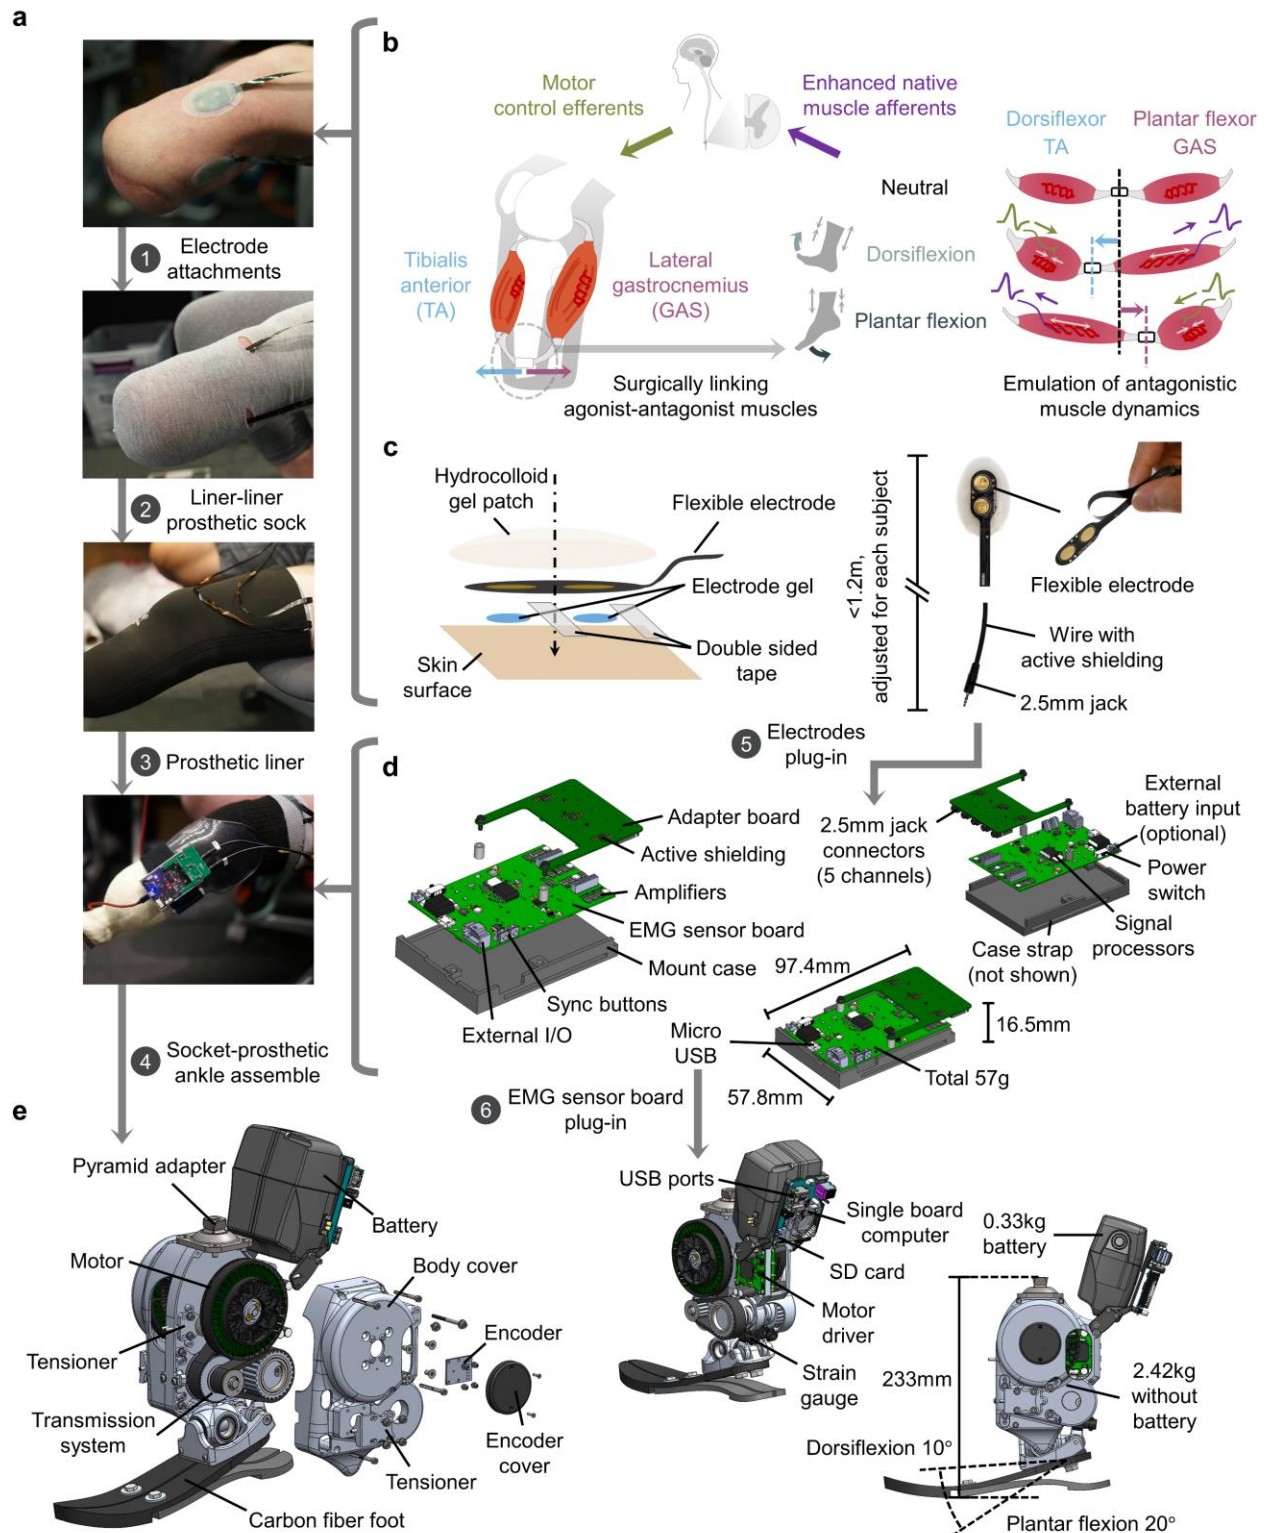 a
1
Electrode
attachments
2
Liner-liner
prosthetic sock
3
Prosthetic liner
4
Socket-prosthetic
ankle assemble
b
Motor
control efferents
Enhanced native
muscle afferents
Tibialis
anterior
(TA)
Lateral
gastrocnemius
(GAS)
Surgically linking
agonist-antagonist muscles
Dorsiflexor
TA
Plantar flexor
GAS
Neutral
Dorsiflexion
Plantar flexion
Emulation of antagonistic
muscle dynamics
c
Hydrocolloid
gel patch
Flexible electrode
Electrode gel
Double sided
tape
Skin
surface
<1.2m,
adjusted for each subject
Flexible electrode
Wire with
active shielding
2.5mm jack
5
Electrodes
plug-in
d
Adapter board
Active shielding
Amplifiers
EMG sensor board
Mount case
Sync buttons
External I/O
2.5mm jack
connectors
(5 channels)
External
battery input
(optional)
Power
switch
Signal
processors
Case strap
(not shown)
97.4mm
16.5mm
57.8mm
Micro
USB
Total 57g
6
EMG sensor board
plug-in
e
Pyramid adapter
Battery
Motor
Body cover
Encoder
Tensioner
Transmission
system
Encoder
cover
Tensioner
Carbon fiber foot
USB ports
Single board
computer
SD card
Motor
driver
Strain
gauge
0.33kg
battery
233mm
2.42kg
without
battery
Dorsiflexion 10°
Plantar flexion 20°